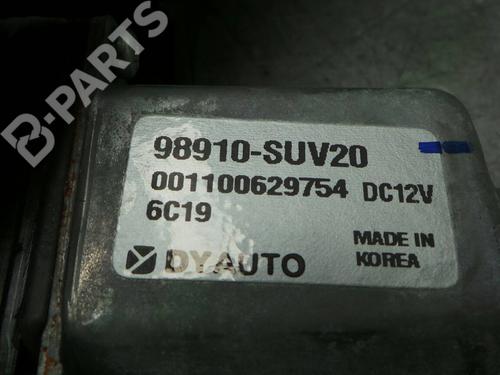 B-PARTS
98910-SUV20
001100629754 DC12V
6C19
MADE IN
KOREA
DYAUTO